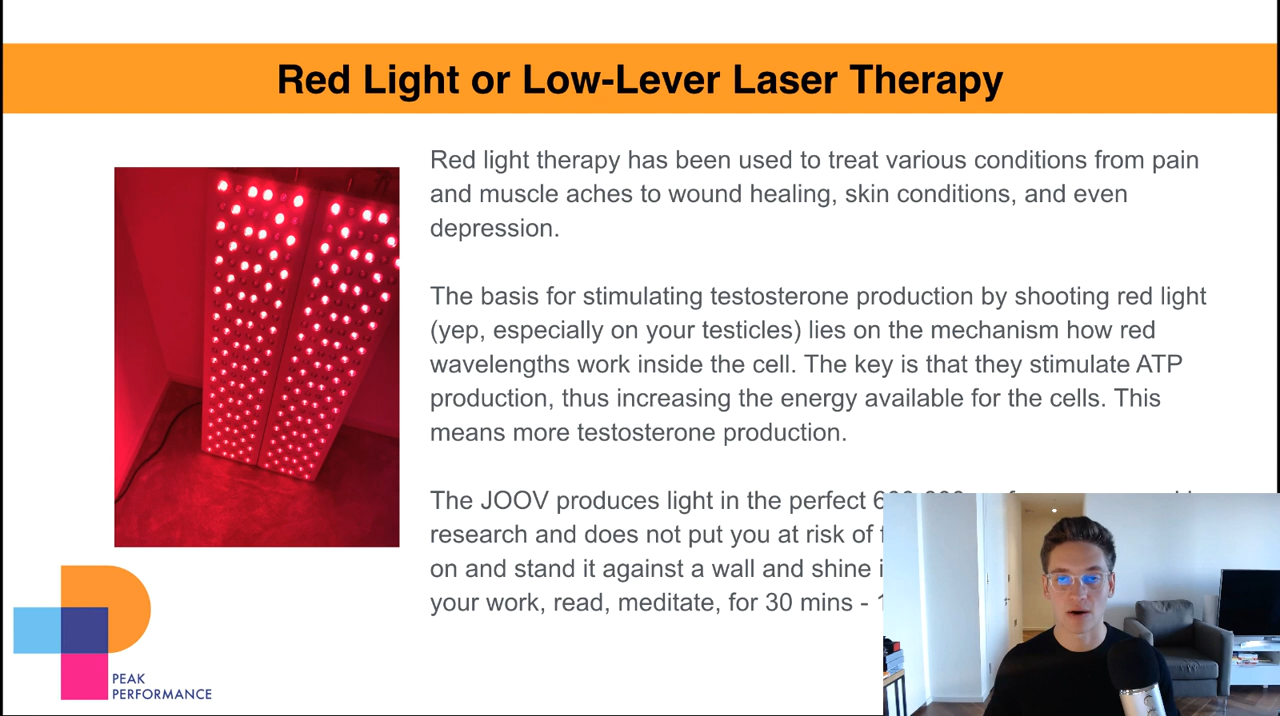 Red Light or Low-Lever Laser Therapy
Red light therapy has been used to treat various conditions from pain
and muscle aches to wound healing, skin conditions, and even
depression.
The basis for stimulating testosterone production by shooting red light
(yep, especially on your testicles) lies on the mechanism how red
wavelengths work inside the cell. The key is that they stimulate ATP
production, thus increasing the energy available for the cells. This
means more testosterone production.
The JOOV produces light in the perfect
research and does not put you at risk of
on and stand it against a wall and shine
your work, read, meditate, for 30 mins -
PEAK
PERFORMANCE